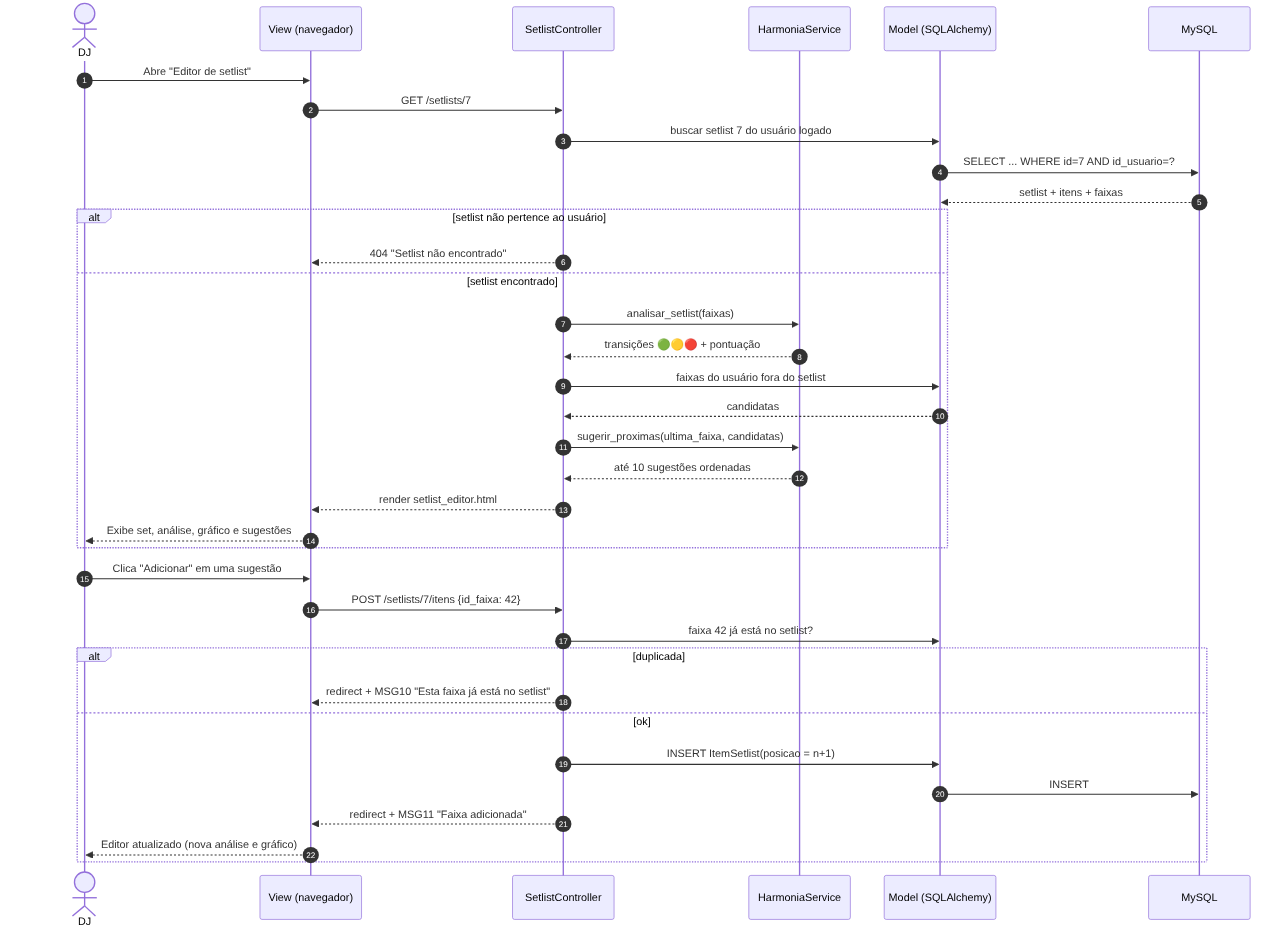 DJ
View (navegador)
SetlistController
HarmoniaService
Model (SQLAlchemy)
MySQL
1
Abre "Editor de setlist"
2
GET /setlists/7
3
buscar setlist 7 do usuário logado
4
SELECT ... WHERE id=7 AND id_usuario=?
5
setlist + itens + faixas
alt
[setlist não pertence ao usuário]
6
404 "Setlist não encontrado"
[setlist encontrado]
7
analisar_setlist(faixas)
8
transições 🟢🟡🔴 + pontuação
9
faixas do usuário fora do setlist
10
candidatas
11
sugerir_proximas(ultima_faixa, candidatas)
12
até 10 sugestões ordenadas
13
render setlist_editor.html
14
Exibe set, análise, gráfico e sugestões
15
Clica "Adicionar" em uma sugestão
16
POST /setlists/7/itens {id_faixa: 42}
17
faixa 42 já está no setlist?
alt
[duplicada]
18
redirect + MSG10 "Esta faixa já está no setlist"
[ok]
19
INSERT ItemSetlist(posicao = n+1)
20
INSERT
21
redirect + MSG11 "Faixa adicionada"
22
Editor atualizado (nova análise e gráfico)
DJ
View (navegador)
SetlistController
HarmoniaService
Model (SQLAlchemy)
MySQL